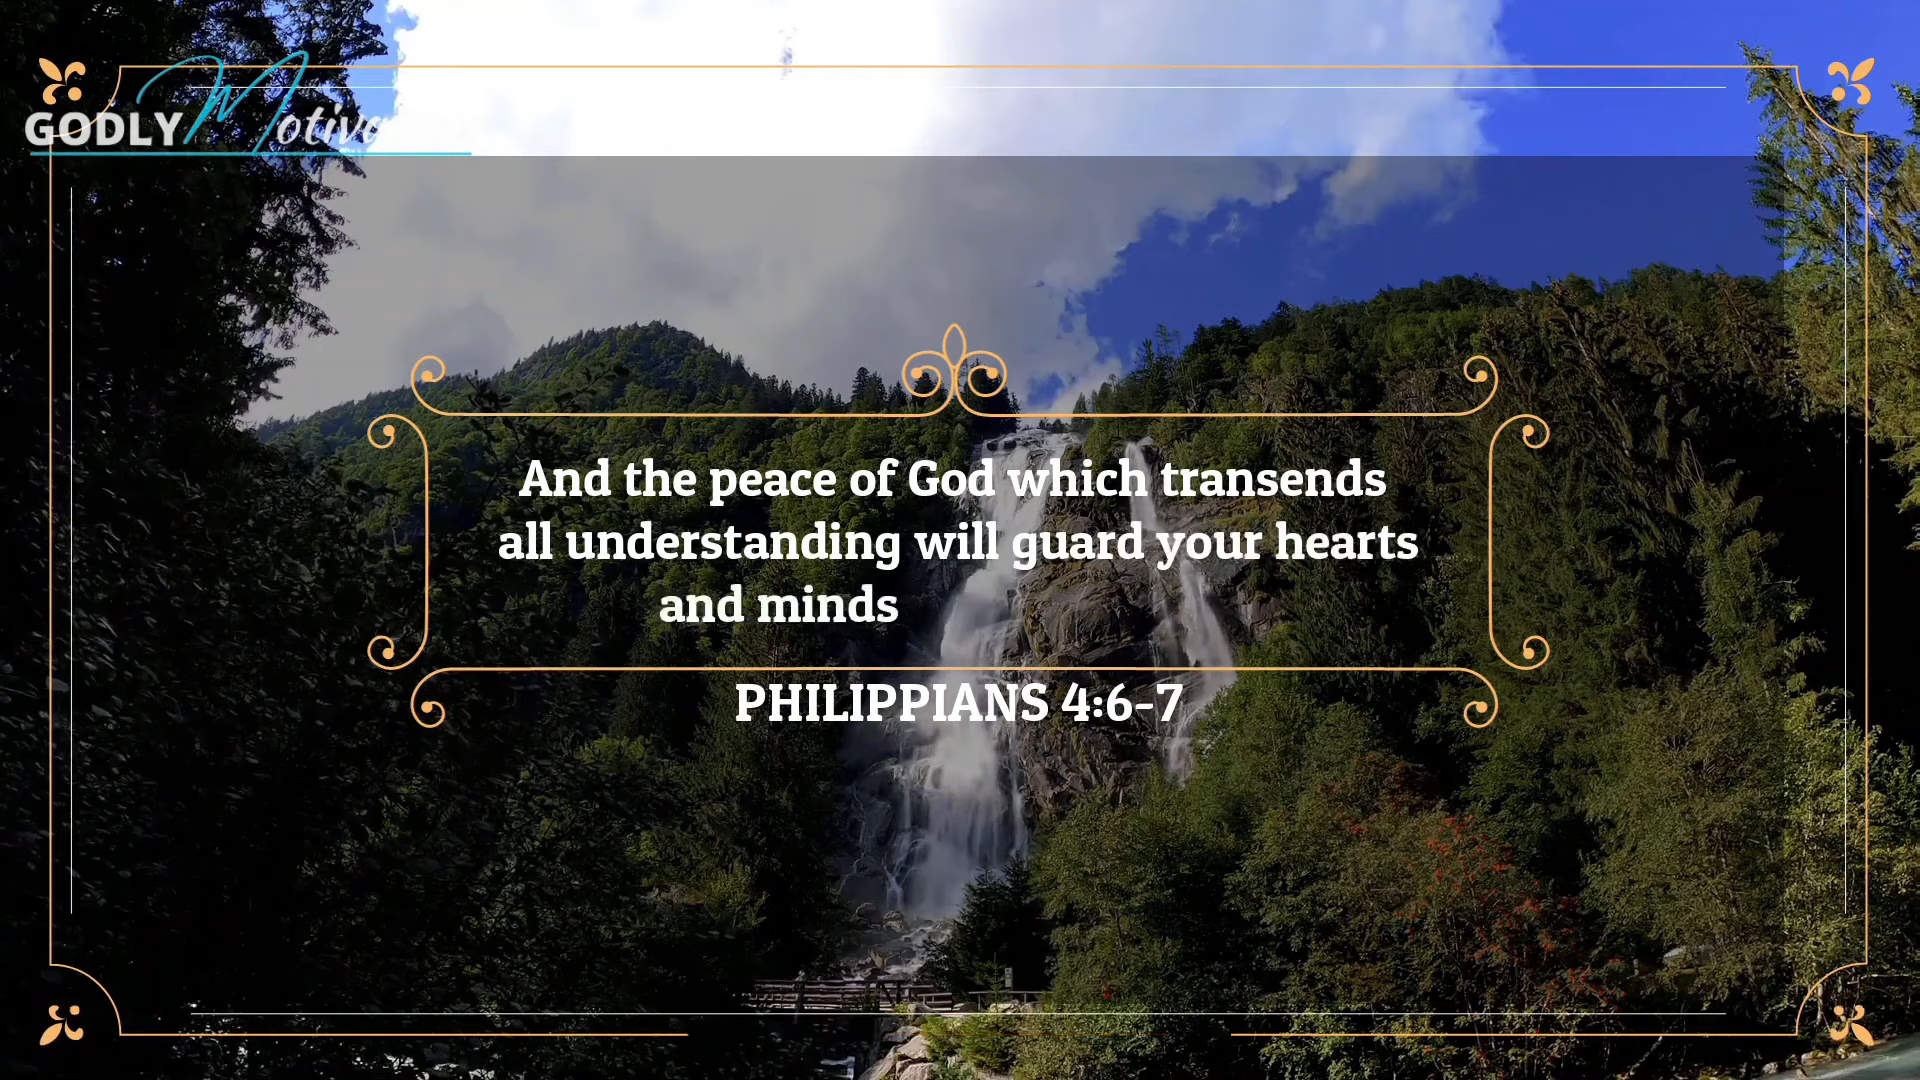 GODLY Motiva
And the peace of God which transends
all understanding will guard your hearts
and minds
PHILIPPIANS 4:6-7